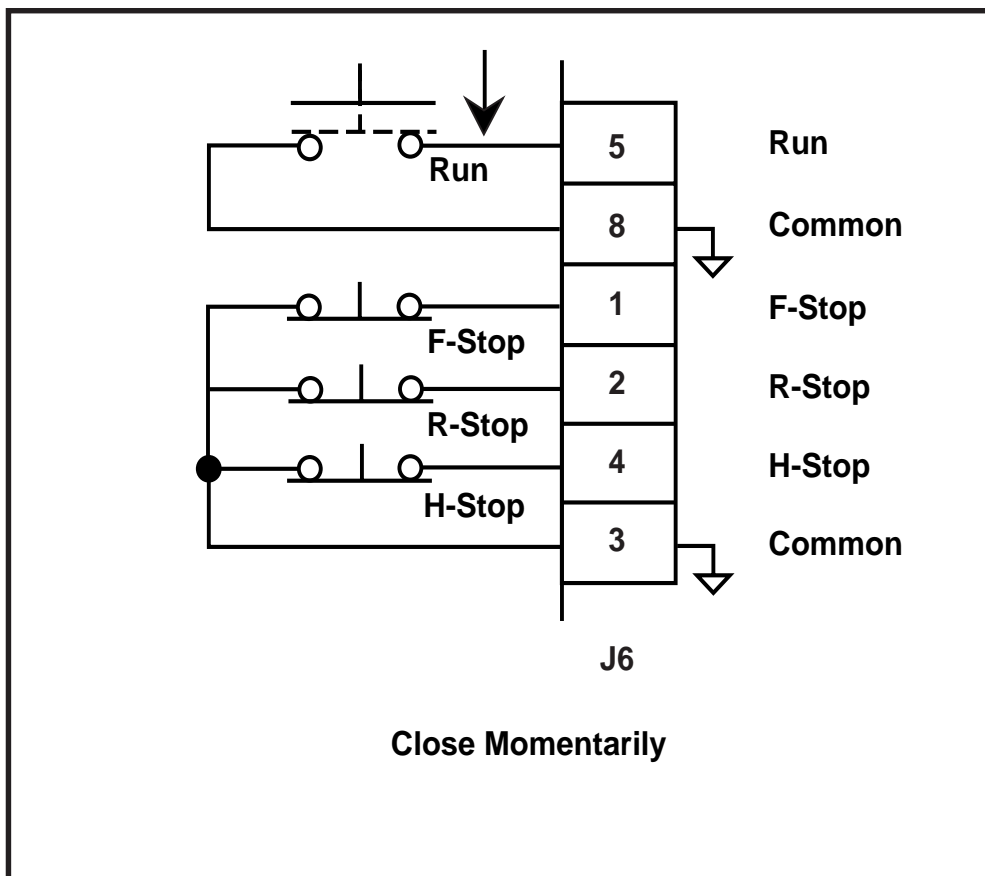 5 Run
Run
8 Common
1 F-Stop
F-Stop
2 R-Stop
R-Stop
4 H-Stop
H-Stop
3 Common
J6
Close Momentarily